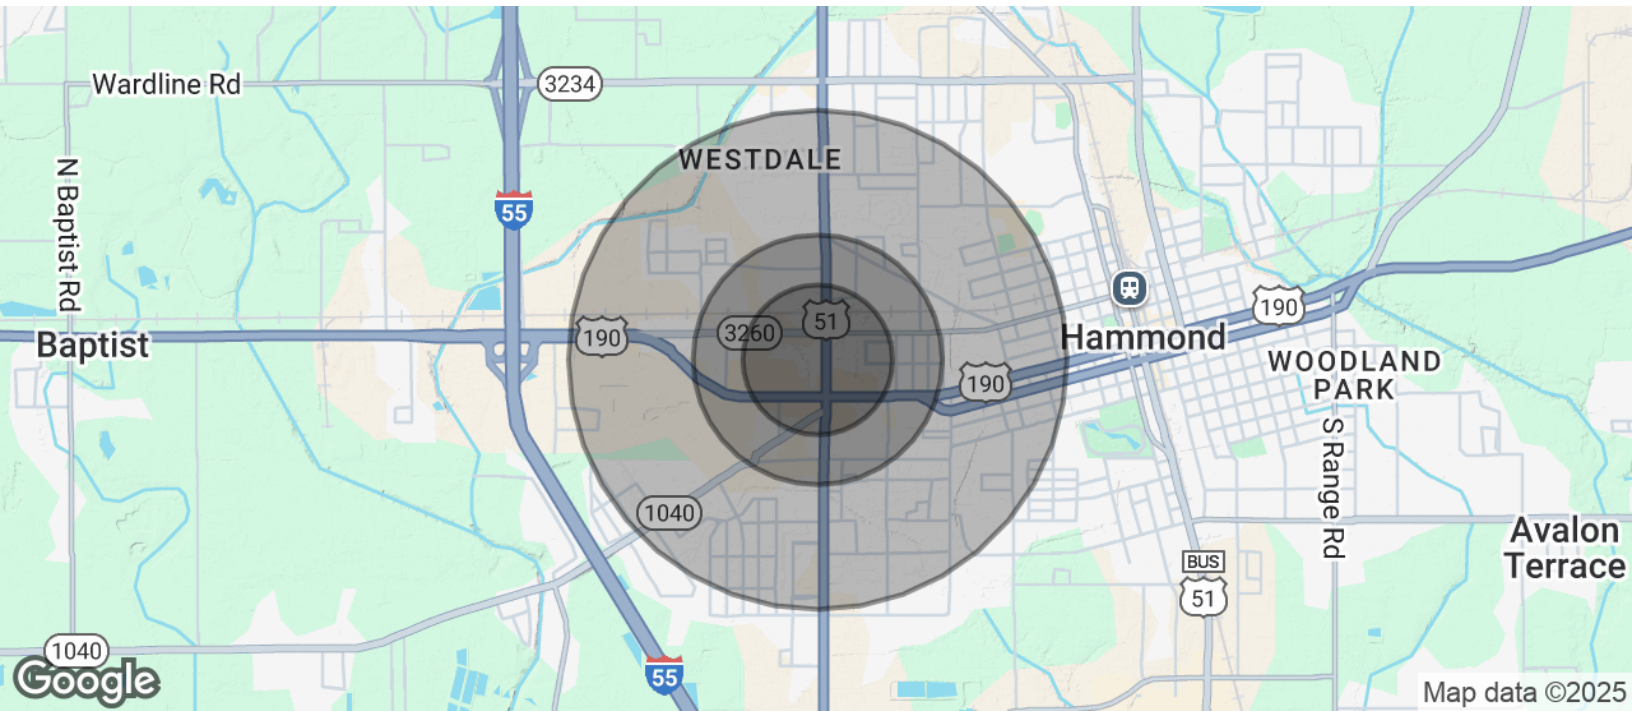 Wardline Rd
3234
WESTDALE
N Baptist Rd
55
51
190
3260
190
190
Baptist
Hammond
WOODLAND
PARK
S Range Rd
1040
Avalon
Terrace
BUS
51
1040
55
Google
Map data ©2025